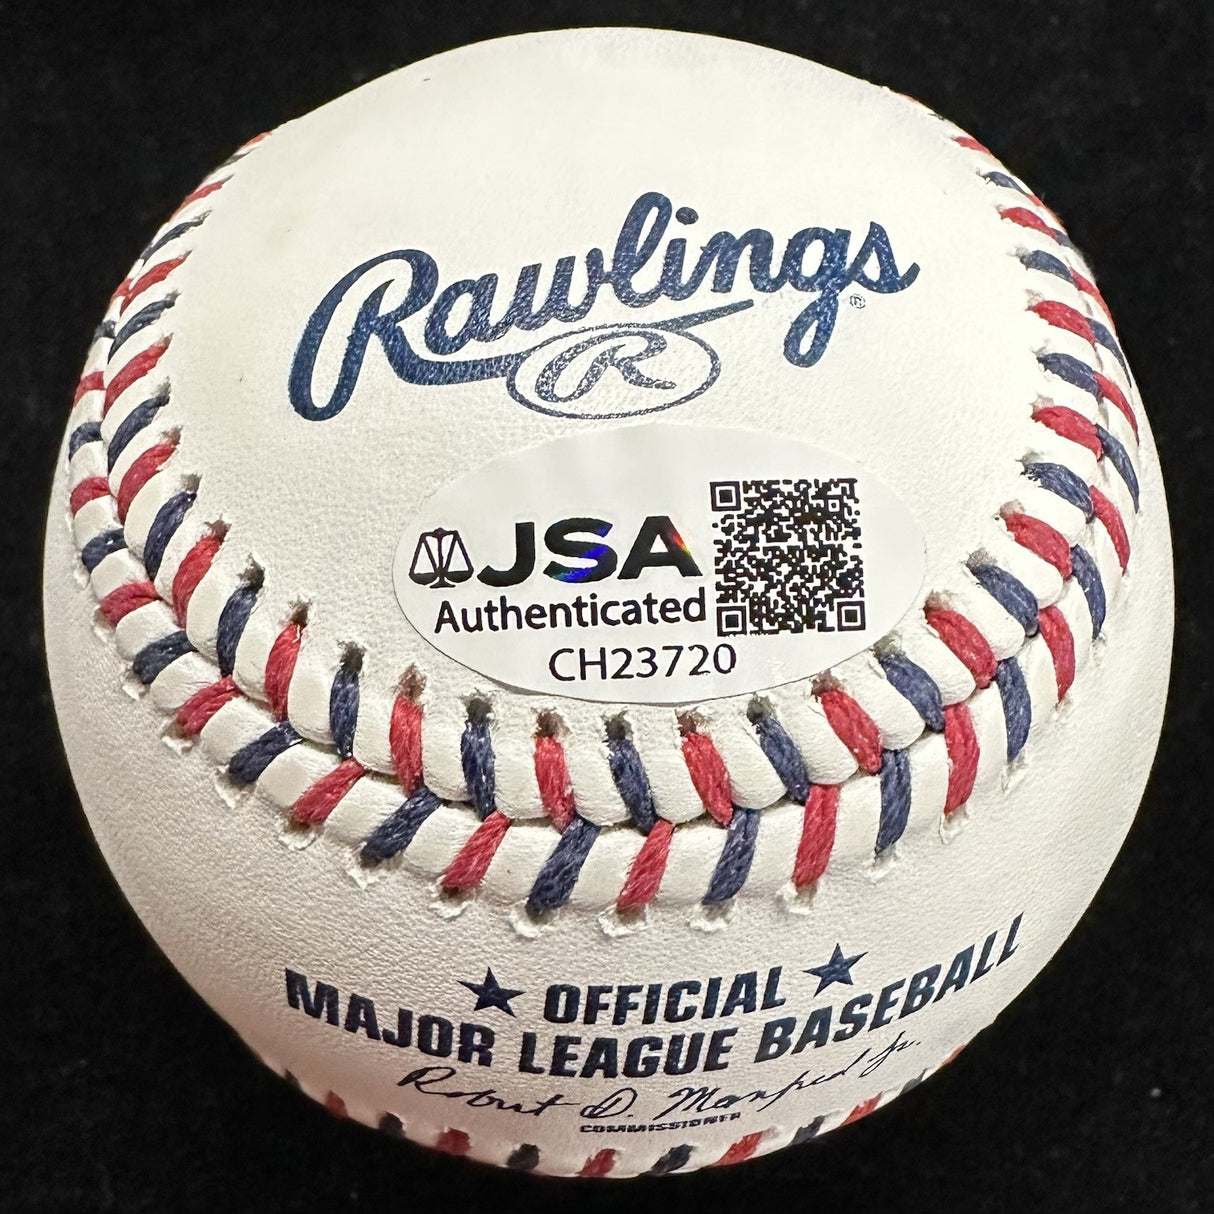 Rawlings®
R
JSA
Authenticated
CH23720
★ OFFICIAL ★
MAJOR LEAGUE BASEBALL
Robert D. Manfred Jr.
COMMISSIONER